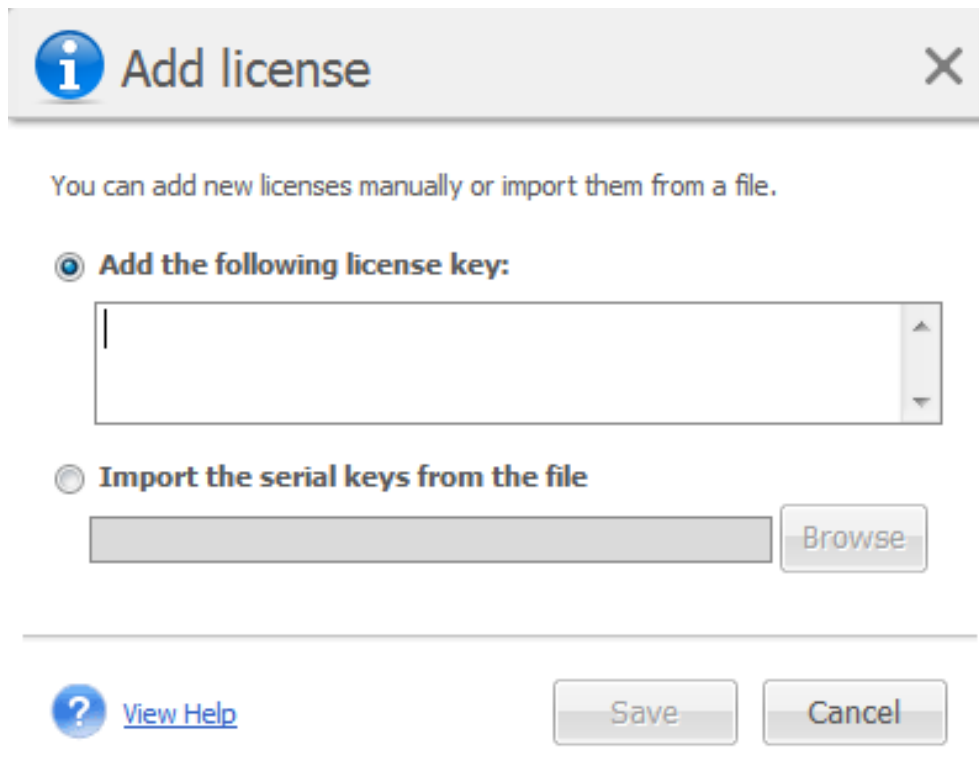 Add license
You can add new licenses manually or import them from a file.
Add the following license key:
Import the serial keys from the file
Browse
View Help
Save
Cancel